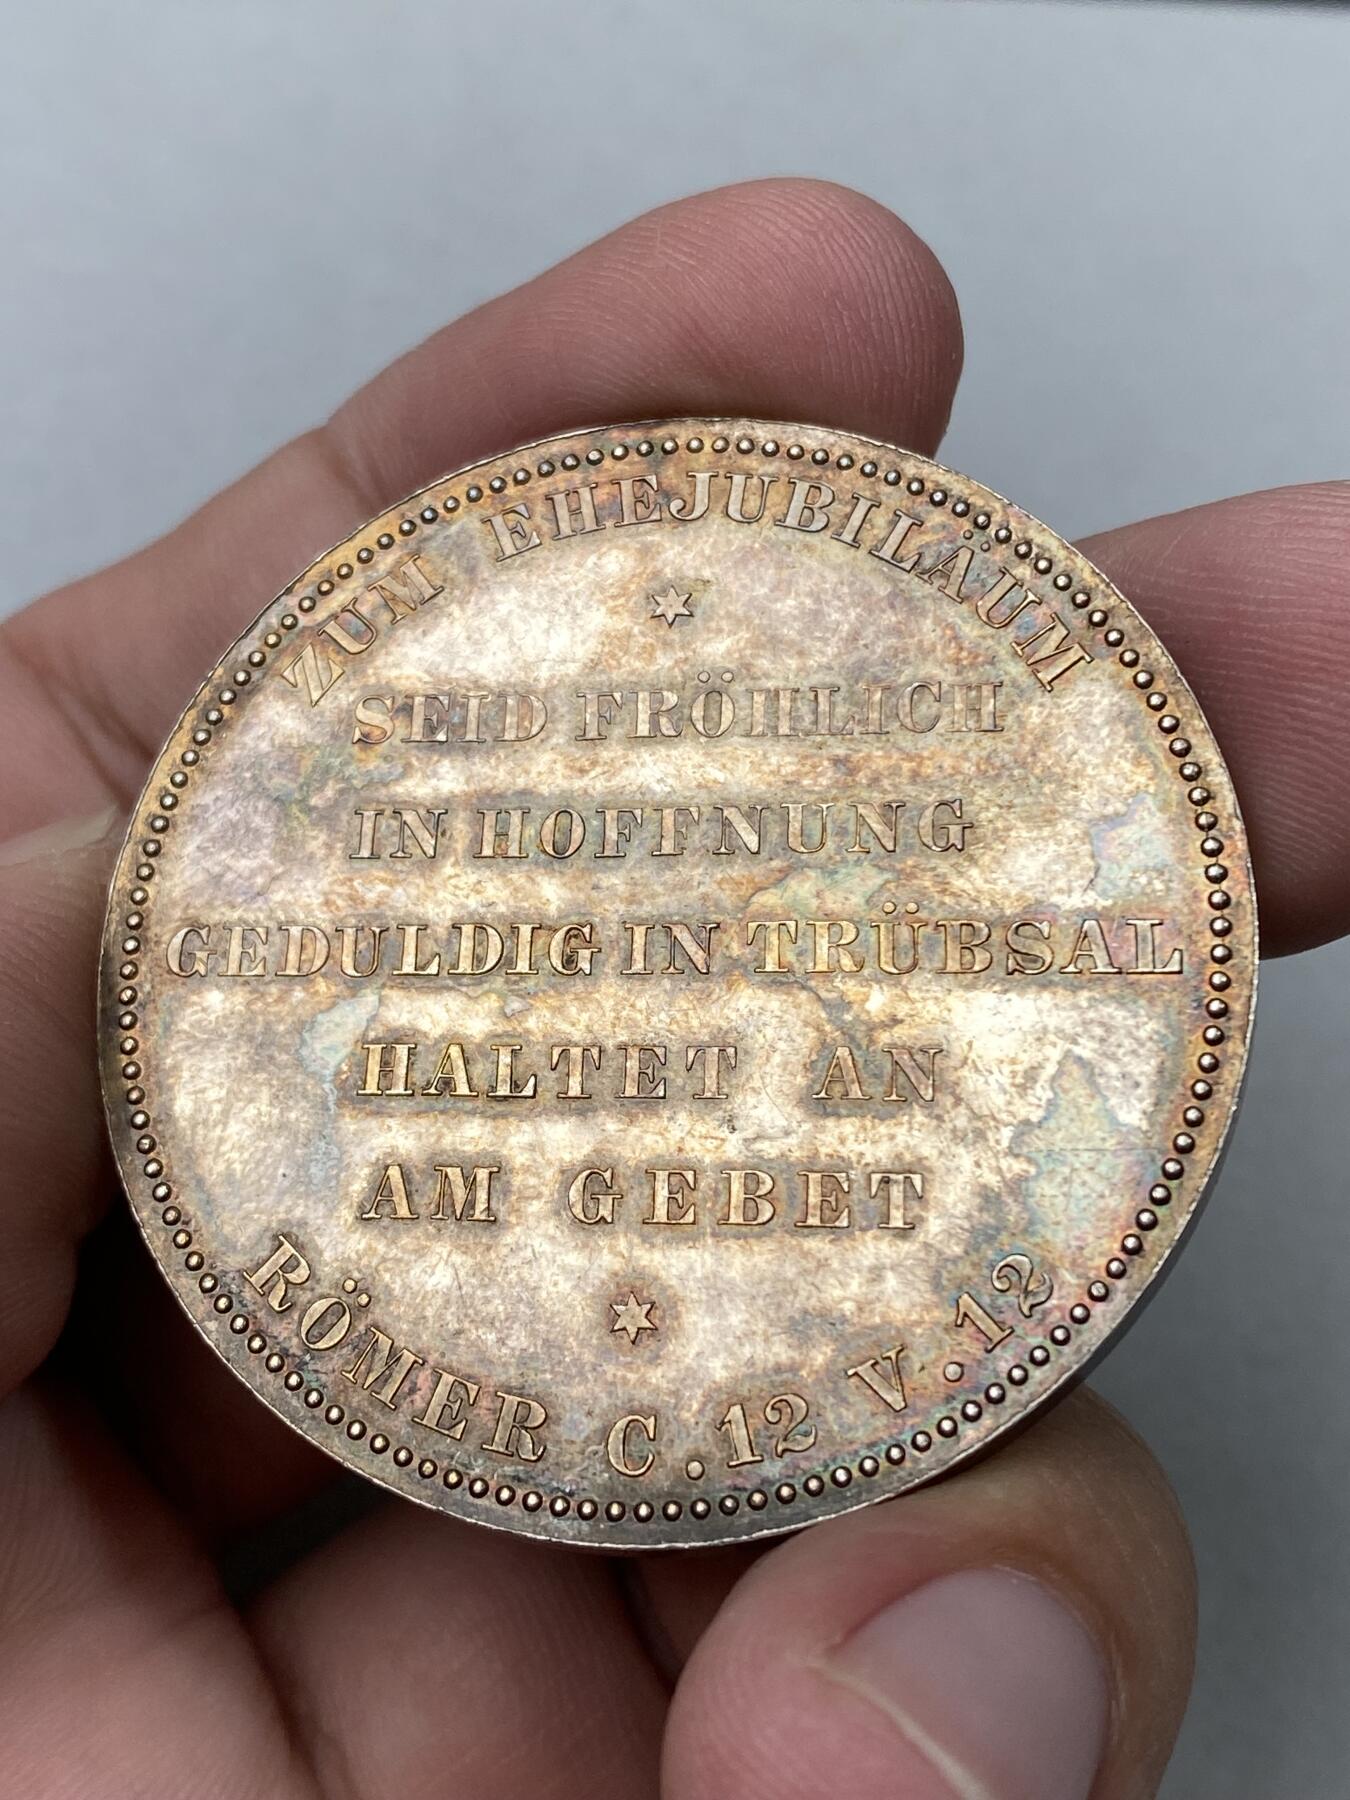 ZUM EHEJUBILÄUM
SEID FRÖHLICH
IN HOFFNUNG
GEDULDIG IN TRÜBSAL
HALTET AN
AM GEBET
RÖMER C.12 V.12